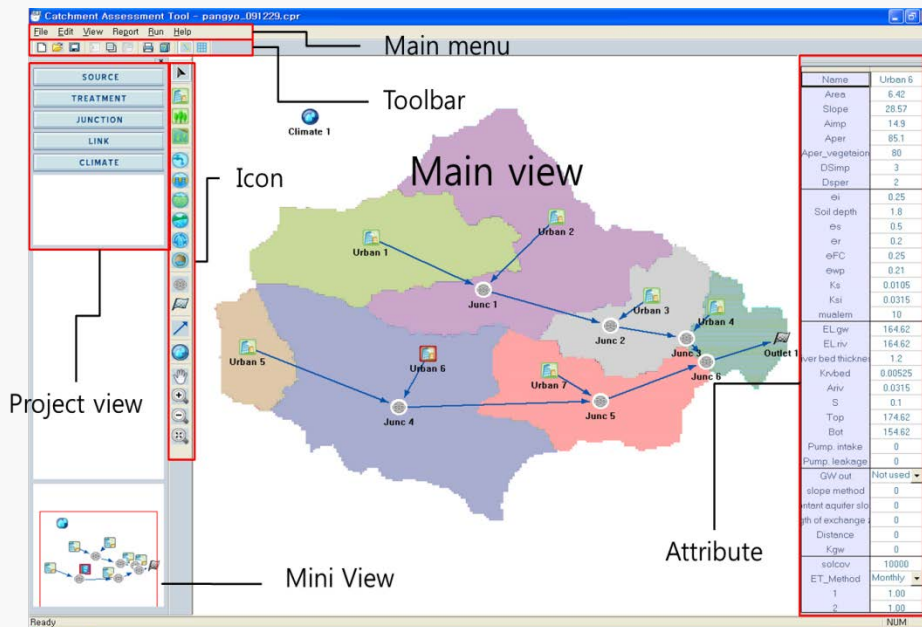 Catchment Assessment Tool - pangyo_091229.cpr
File Edit View Report Run Help
Main menu
Toolbar
Icon
Main view
Project view
Mini View
Attribute
SOURCE
TREATMENT
JUNCTION
LINK
CLIMATE
Climate 1
Urban 1
Urban 2
Junc 1
Urban 3
Urban 4
Junc 2
Junc 3
Outlet 1
Urban 5
Urban 6
Urban 7
Junc 6
Junc 4
Junc 5
Name Urban 6
Area 6.42
Slope 28.57
Aimp 14.9
Aper 85.1
Aper_vegetaion 80
DSimp 3
Dsper 2
θi 0.25
Soil depth 1.8
θs 0.5
θr 0.2
θFC 0.25
θwp 0.21
Ks 0.0105
Ksi 0.0315
mualem 10
EL.gw 164.62
EL.riv 164.62
ver bed thicknes 1.2
Krvbed 0.00525
Ariv 0.0315
S 0.1
Top 174.62
Bot 154.62
Pump. intake 0
Pump. leakage 0
GW out Not used
slope method 0
ntant aquifer slo 0
gth of exchange 0
Distance 0
Kgw 0
solcov 10000
ET_Method Monthly
1 1.00
2 1.00
Ready NUM